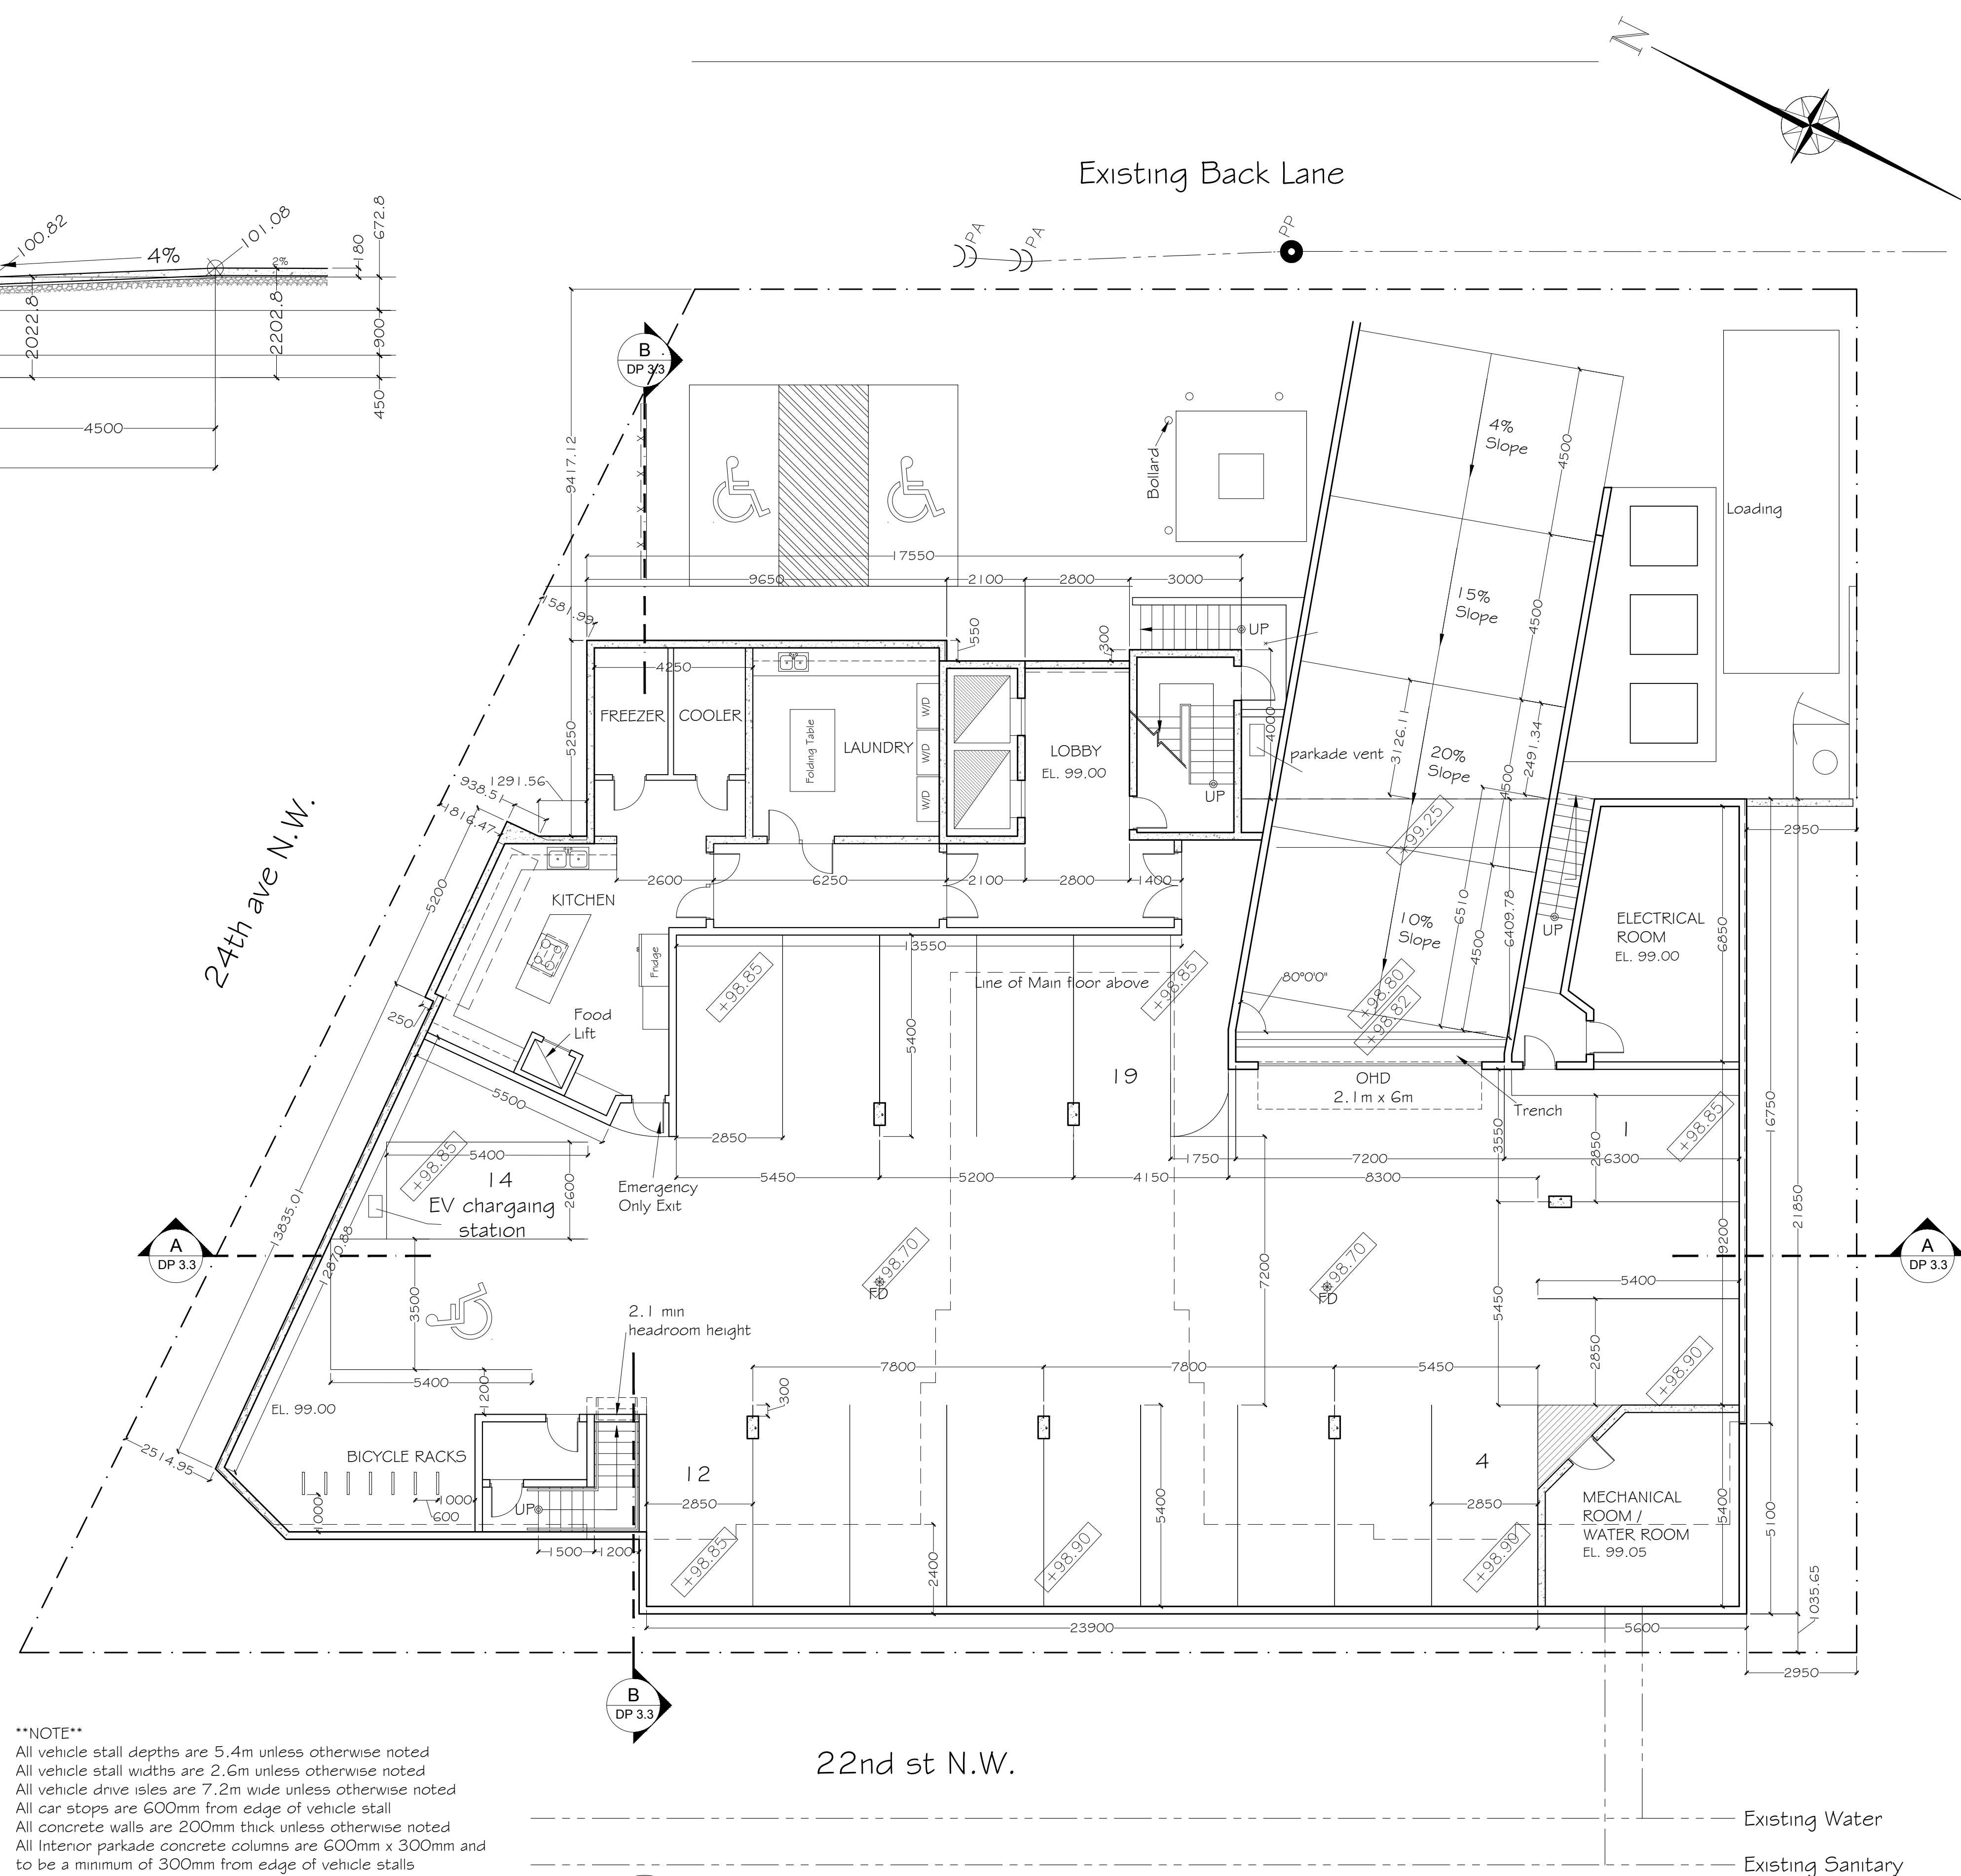 N
Existing Back Lane
PA
PA
PP
100.82
4%
101.08
2%
180
672.8
2022.8
2202.8
900
450
4500
B
DP 3.3
9417.12
Bollard
4%
Slope
4500
Loading
17550
9650
2100
2800
3000
15%
Slope
4500
1581.99
550
300
UP
4250
FREEZER
COOLER
Folding Table
LAUNDRY
W/D
W/D
W/D
LOBBY
EL. 99.00
UP
4000
parkade vent
3126.11
20%
Slope
4500
2491.34
5250
1291.56
938.51
1816.47
+99.25
2950
24th ave N.W.
5200
KITCHEN
2600
6250
2100
2800
1400
Fridge
13550
10%
Slope
6510
4500
6409.78
UP
ELECTRICAL
ROOM
EL. 99.00
6850
+98.85
Line of Main floor above
+98.85
80°0'0"
+98.80
+98.82
250
Food
Lift
5400
19
OHD
2.1m x 6m
Trench
5500
2850
3550
2850
1
+98.85
16750
5400
+98.85
14
EV chargaing
station
2600
Emergency
Only Exit
5450
5200
4150
1750
7200
8300
6300
21850
13835.01
12870.88
A
DP 3.3
A
DP 3.3
9200
+98.70
FD
+98.70
FD
7200
5450
5400
3500
2.1 min
headroom height
2850
+98.90
5400
1200
7800
7800
5450
300
EL. 99.00
2514.95
BICYCLE RACKS
1000
1000
600
UP
12
2850
4
2850
5400
MECHANICAL
ROOM /
WATER ROOM
EL. 99.05
5400
5100
1500
1200
+98.85
2400
+98.90
+98.90
1035.65
23900
5600
2950
B
DP 3.3
**NOTE**
All vehicle stall depths are 5.4m unless otherwise noted
All vehicle stall widths are 2.6m unless otherwise noted
All vehicle drive isles are 7.2m wide unless otherwise noted
All car stops are 600mm from edge of vehicle stall
All concrete walls are 200mm thick unless otherwise noted
All Interior parkade concrete columns are 600mm x 300mm and
to be a minimum of 300mm from edge of vehicle stalls
22nd st N.W.
Existing Water
Existing Sanitary